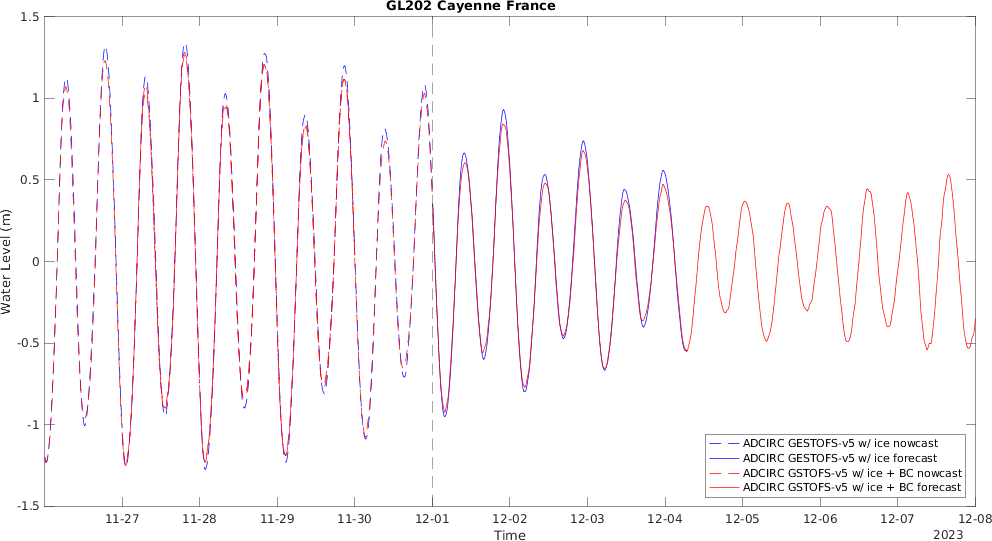 GL202 Cayenne France
1.5
1
0.5
0
-0.5
-1
-1.5
Water Level (m)
ADCIRC GESTOFS-v5 w/ ice nowcast
ADCIRC GESTOFS-v5 w/ ice forecast
ADCIRC GSTOFS-v5 w/ ice + BC nowcast
ADCIRC GSTOFS-v5 w/ ice + BC forecast
11-27 11-28 11-29 11-30 12-01 12-02 12-03 12-04 12-05 12-06 12-07 12-08
Time
2023